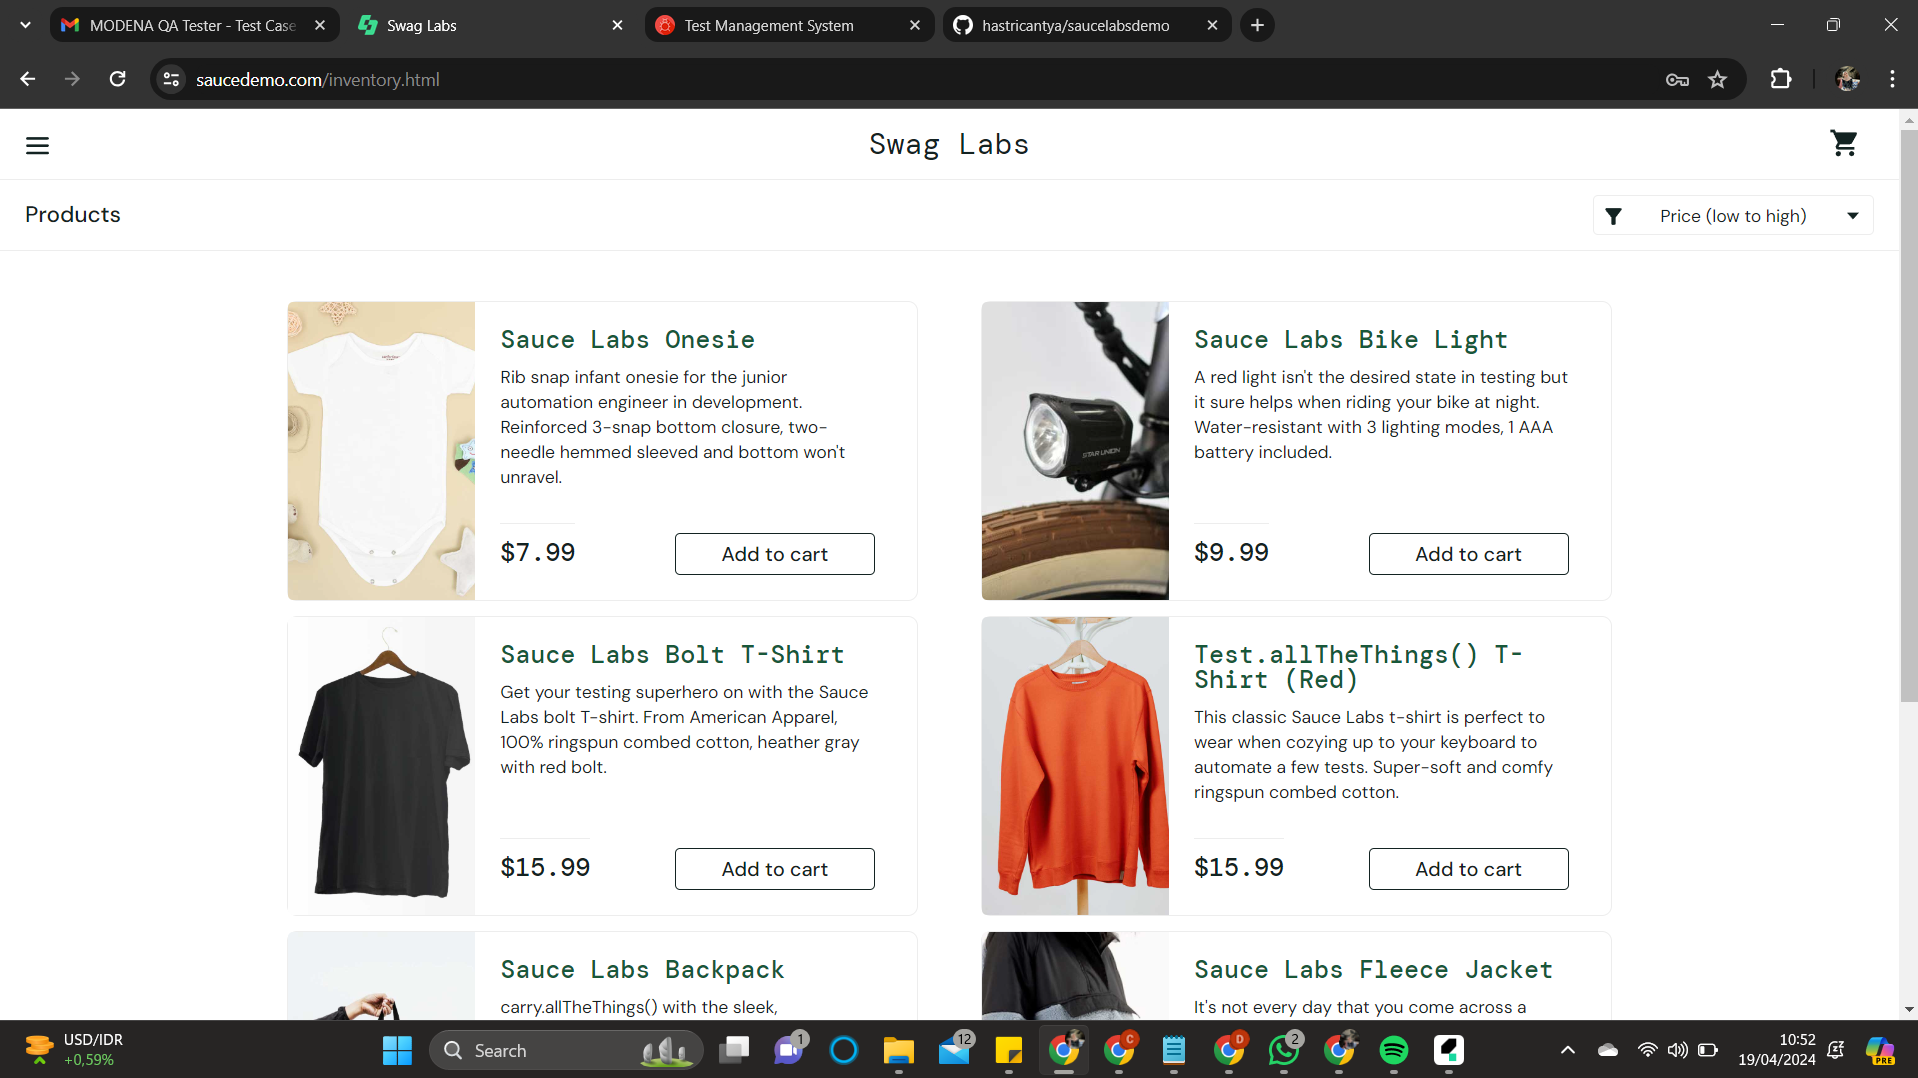 MODENA QA Tester - Test Case
Swag Labs
Test Management System
hastricantya/saucelabsdemo
saucedemo.com/inventory.html
Swag Labs
Products
Price (low to high)
Sauce Labs Onesie
Rib snap infant onesie for the junior
automation engineer in development.
Reinforced 3-snap bottom closure, two-
needle hemmed sleeved and bottom won't
unravel.
$7.99
Add to cart
Sauce Labs Bike Light
A red light isn't the desired state in testing but
it sure helps when riding your bike at night.
Water-resistant with 3 lighting modes, 1 AAA
battery included.
STAR UNION
$9.99
Add to cart
Sauce Labs Bolt T-Shirt
Get your testing superhero on with the Sauce
Labs bolt T-shirt. From American Apparel,
100% ringspun combed cotton, heather gray
with red bolt.
$15.99
Add to cart
Test.allTheThings() T-
Shirt (Red)
This classic Sauce Labs t-shirt is perfect to
wear when cozying up to your keyboard to
automate a few tests. Super-soft and comfy
ringspun combed cotton.
$15.99
Add to cart
Sauce Labs Backpack
carry.allTheThings() with the sleek,
Sauce Labs Fleece Jacket
It's not every day that you come across a
USD/IDR
+0,59%
Search
1
12
C
D
2
10:52
19/04/2024
PRE